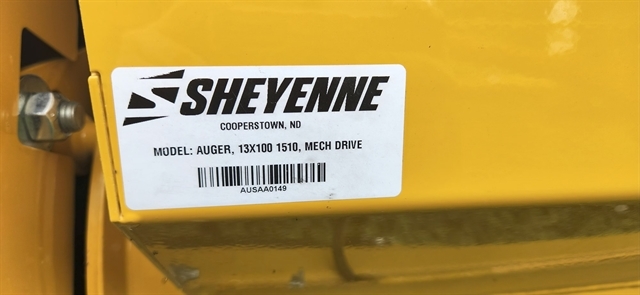 SHEYENNE
COOPERSTOWN, ND
MODEL: AUGER, 13X100 1510, MECH DRIVE
AUSAA0149